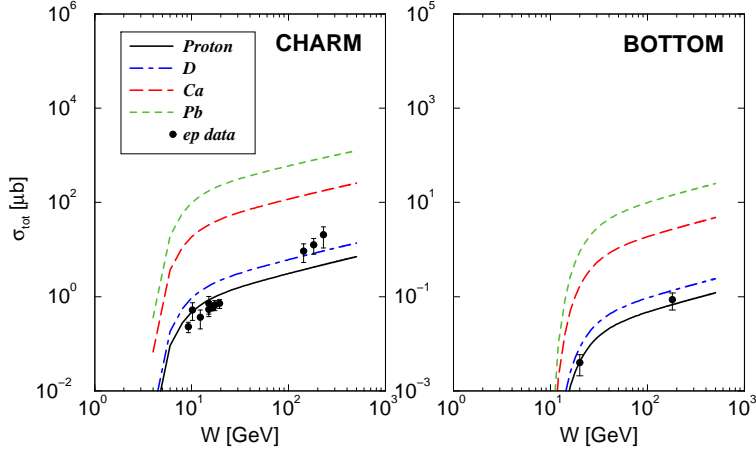 CHARM
Proton
D
Ca
Pb
ep data
10^6
10^4
10^2
10^0
10^-2
σ_tot [μb]
10^0
10^1
10^2
10^3
W [GeV]
BOTTOM
10^5
10^3
10^1
10^-1
10^-3
10^0
10^1
10^2
10^3
W [GeV]